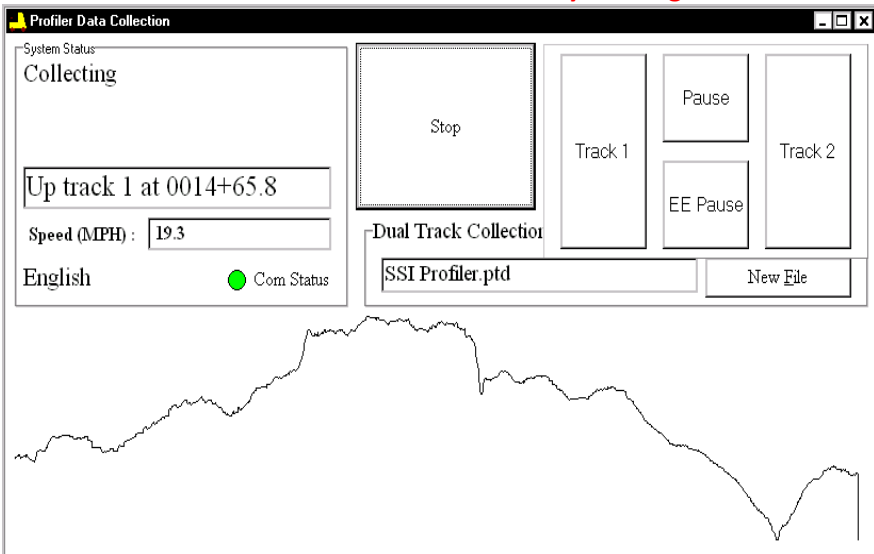 Profiler Data Collection
System Status
Collecting
Up track 1 at 0014+65.8
Speed (MPH) : 19.3
English
Com Status
Stop
Track 1
Pause
EE Pause
Track 2
Dual Track Collection
SSI Profiler.ptd
New File